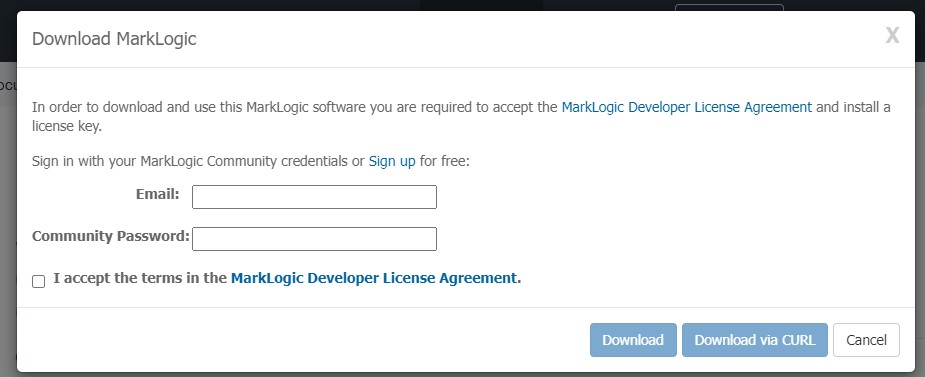 Download MarkLogic
X
In order to download and use this MarkLogic software you are required to accept the MarkLogic Developer License Agreement and install a
license key.
Sign in with your MarkLogic Community credentials or Sign up for free:
Email:
Community Password:
I accept the terms in the MarkLogic Developer License Agreement.
Download Download via CURL Cancel